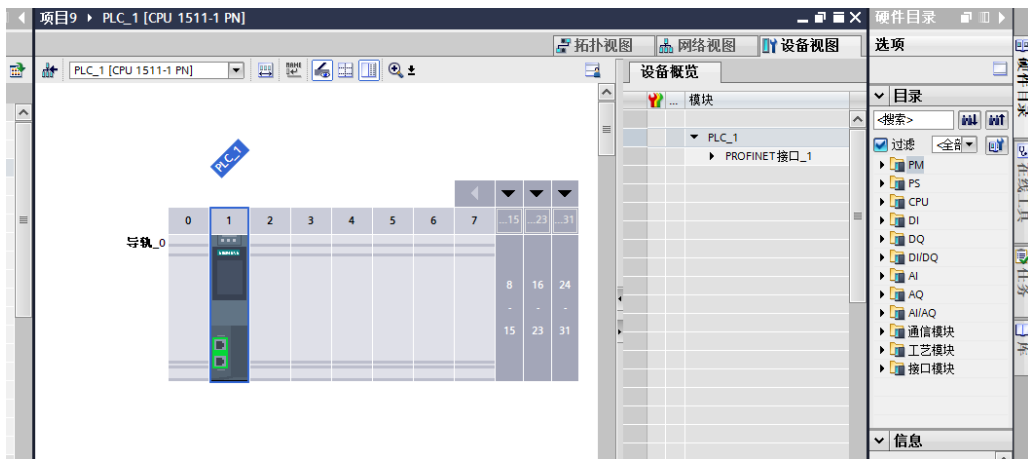 项目9 ▸ PLC_1 [CPU 1511-1 PN]
硬件目录
拓扑视图
网络视图
设备视图
选项
PLC_1 [CPU 1511-1 PN]
设备概览
... 模块
目录
<搜索>
PLC_1
过滤
<全部
PROFINET接口_1
PLC_1
PM
PS
CPU
DI
DQ
DI/DQ
AI
AQ
AI/AQ
通信模块
工艺模块
接口模块
0 1 2 3 4 5 6 7 ...15 ...23 ...31
导轨_0
SIEMENS
8 16 24
- - -
15 23 31
信息